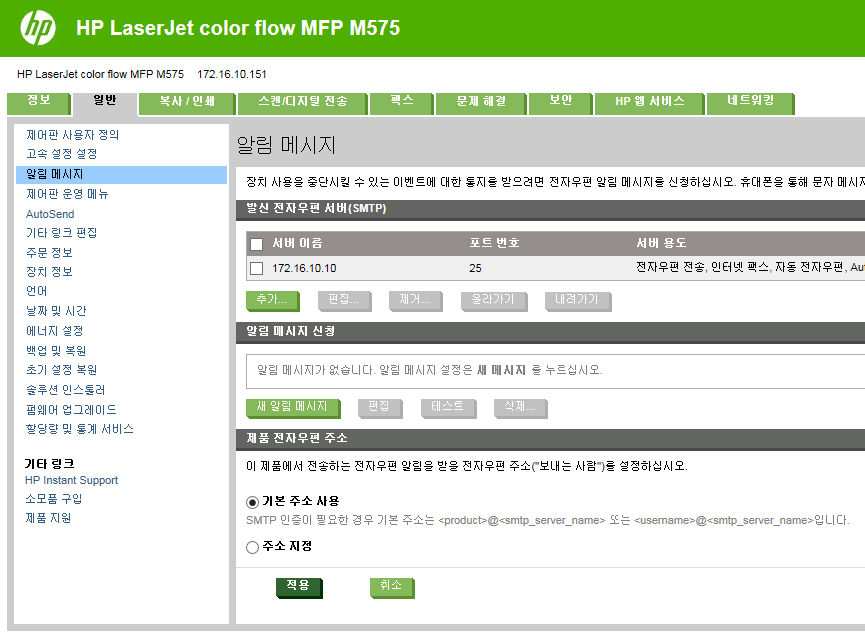 hp HP LaserJet color flow MFP M575
HP LaserJet color flow MFP M575 172.16.10.151
정보 일반 복사 / 인쇄 스캔/디지털 전송 팩스 문제 해결 보안 HP 웹 서비스 네트워킹
제어판 사용자 정의
고속 설정 설정
알림 메시지
제어판 운영 메뉴
AutoSend
기타 링크 편집
주문 정보
장치 정보
언어
날짜 및 시간
에너지 설정
백업 및 복원
초기 설정 복원
솔루션 인스톨러
펌웨어 업그레이드
할당량 및 통계 서비스
기타 링크
HP Instant Support
소모품 구입
제품 지원
알림 메시지
장치 사용을 중단시킬 수 있는 이벤트에 대한 통지를 받으려면 전자우편 알림 메시지를 신청하십시오. 휴대폰을 통해 문자 메시지
발신 전자우편 서버(SMTP)
서버 이름 포트 번호 서버 용도
172.16.10.10 25 전자우편 전송, 인터넷 팩스, 자동 전자우편, Au
추가... 편집... 제거... 올라가기 내려가기
알림 메시지 신청
알림 메시지가 없습니다. 알림 메시지 설정은 새 메시지 를 누르십시오.
새 알림 메시지 편집 테스트 삭제...
제품 전자우편 주소
이 제품에서 전송하는 전자우편 알림을 받을 전자우편 주소("보내는 사람")를 설정하십시오.
기본 주소 사용
SMTP 인증이 필요한 경우 기본 주소는 <product>@<smtp_server_name> 또는 <username>@<smtp_server_name>입니다.
주소 지정
적용 취소